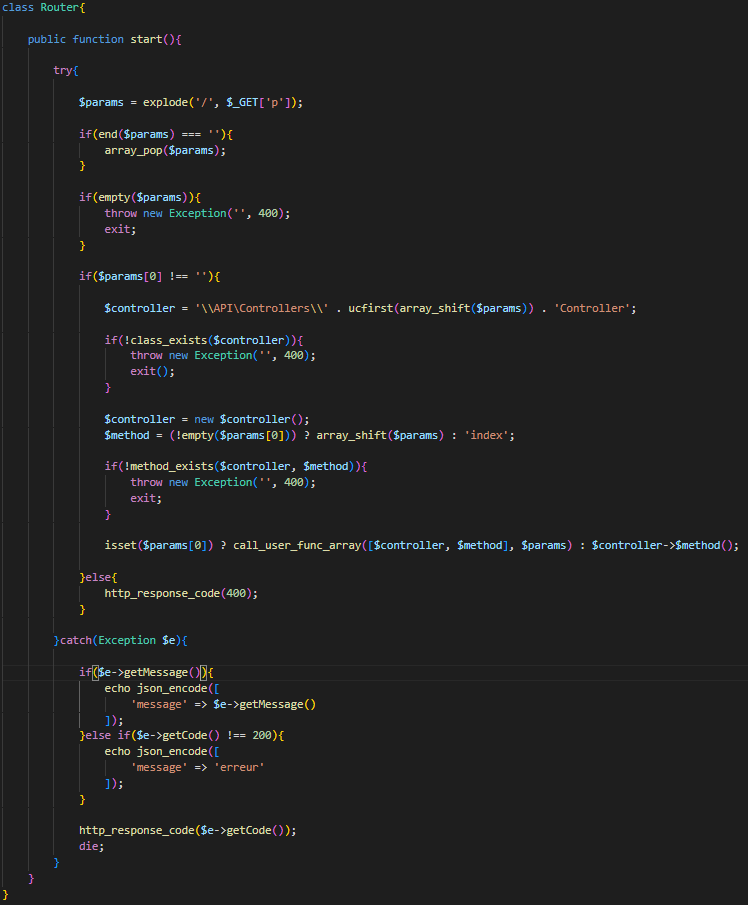 class Router{
public function start(){
try{
$params = explode('/', $_GET['p']);
if(end($params) === ''){
array_pop($params);
}
if(empty($params)){
throw new Exception('', 400);
exit;
}
if($params[0] !== ''){
$controller = '\\API\Controllers\\' . ucfirst(array_shift($params)) . 'Controller';
if(!class_exists($controller)){
throw new Exception('', 400);
exit();
}
$controller = new $controller();
$method = (!empty($params[0])) ? array_shift($params) : 'index';
if(!method_exists($controller, $method)){
throw new Exception('', 400);
exit;
}
isset($params[0]) ? call_user_func_array([$controller, $method], $params) : $controller->$method();
}else{
http_response_code(400);
}
}catch(Exception $e){
if($e->getMessage()){
echo json_encode([
'message' => $e->getMessage()
]);
}else if($e->getCode() !== 200){
echo json_encode([
'message' => 'erreur'
]);
}
http_response_code($e->getCode());
die;
}
}
}